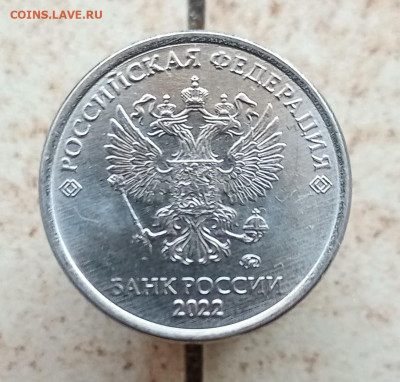 COINS.LAVE.RU
РОССИЙСКАЯ ФЕДЕРАЦИЯ
БАНК РОССИИ
2022